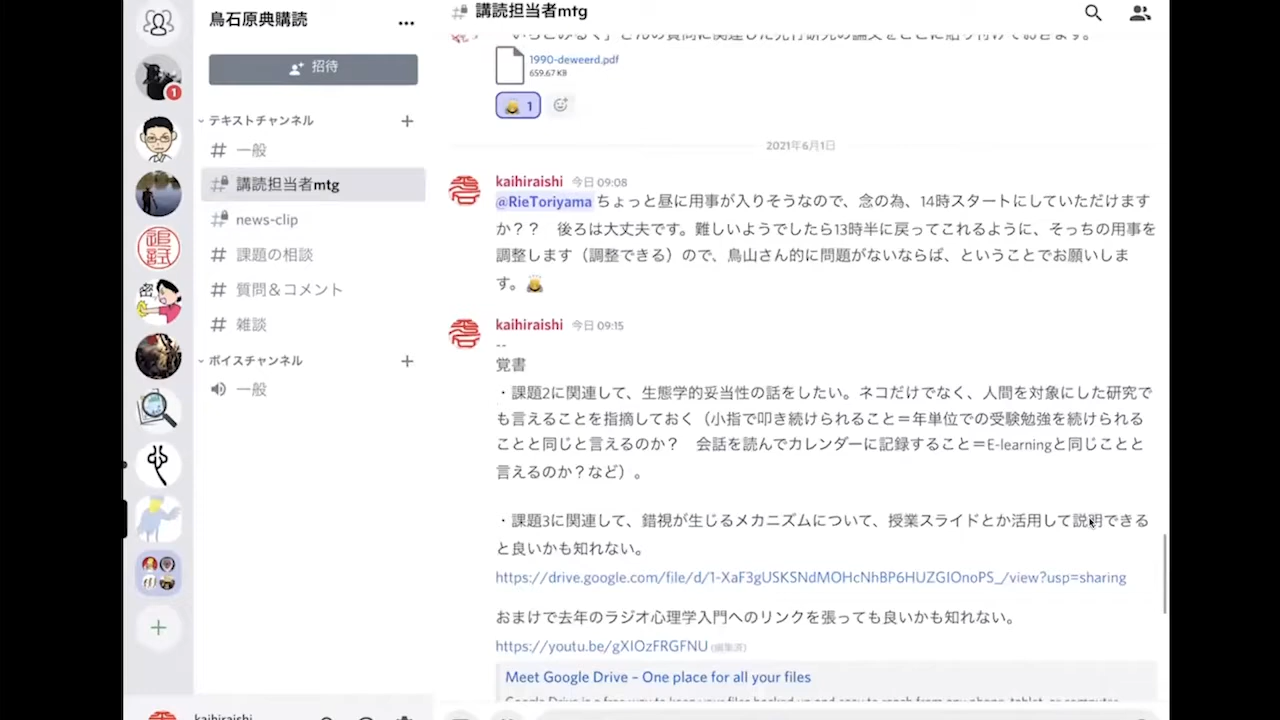 鳥石原典購読
講読担当者mtg
1990-deweerd.pdf
659.67 KB
招待
1
1
テキストチャンネル
一般
講読担当者mtg
news-clip
課題の相談
質問＆コメント
雑談
ボイスチャンネル
一般
2021年6月1日
kaihiraishi 今日 09:08
@RieToriyama ちょっと昼に用事が入りそうなので、念の為、14時スタートにしていただけます
か？？　後ろは大丈夫です。難しいようでしたら13時半に戻ってこれるように、そっちの用事を
調整します（調整できる）ので、鳥山さん的に問題がないならば、ということでお願いしま
す。
kaihiraishi 今日 09:15
--
覚書
・課題2に関連して、生態学的妥当性の話をしたい。ネコだけでなく、人間を対象にした研究で
も言えることを指摘しておく（小指で叩き続けられること＝年単位での受験勉強を続けられる
ことと同じと言えるのか？　会話を読んでカレンダーに記録すること＝E-learningと同じことと
言えるのか？など）。
・課題3に関連して、錯視が生じるメカニズムについて、授業スライドとか活用して説明できる
と良いかも知れない。
https://drive.google.com/file/d/1-XaF3gUSKSNdMOHcNhBP6HUZGIOnoPS_/view?usp=sharing
おまけで去年のラジオ心理学入門へのリンクを張っても良いかも知れない。
https://youtu.be/gXIOzFRGFNU (編集済)
Meet Google Drive – One place for all your files
kaihiraishi